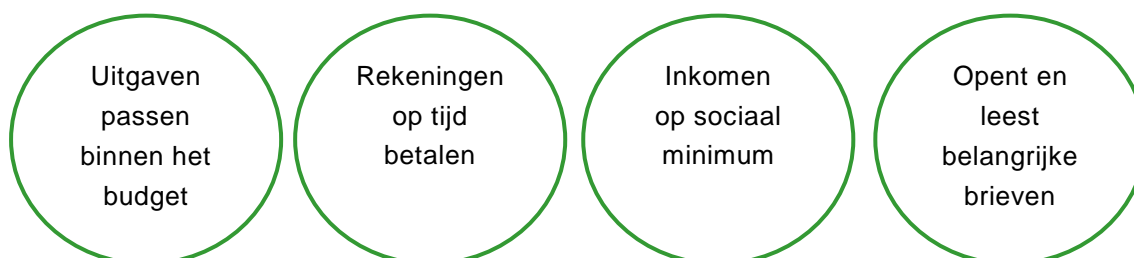 Uitgaven
passen
binnen het
budget
Rekeningen
op tijd
betalen
Inkomen
op sociaal
minimum
Opent en
leest
belangrijke
brieven